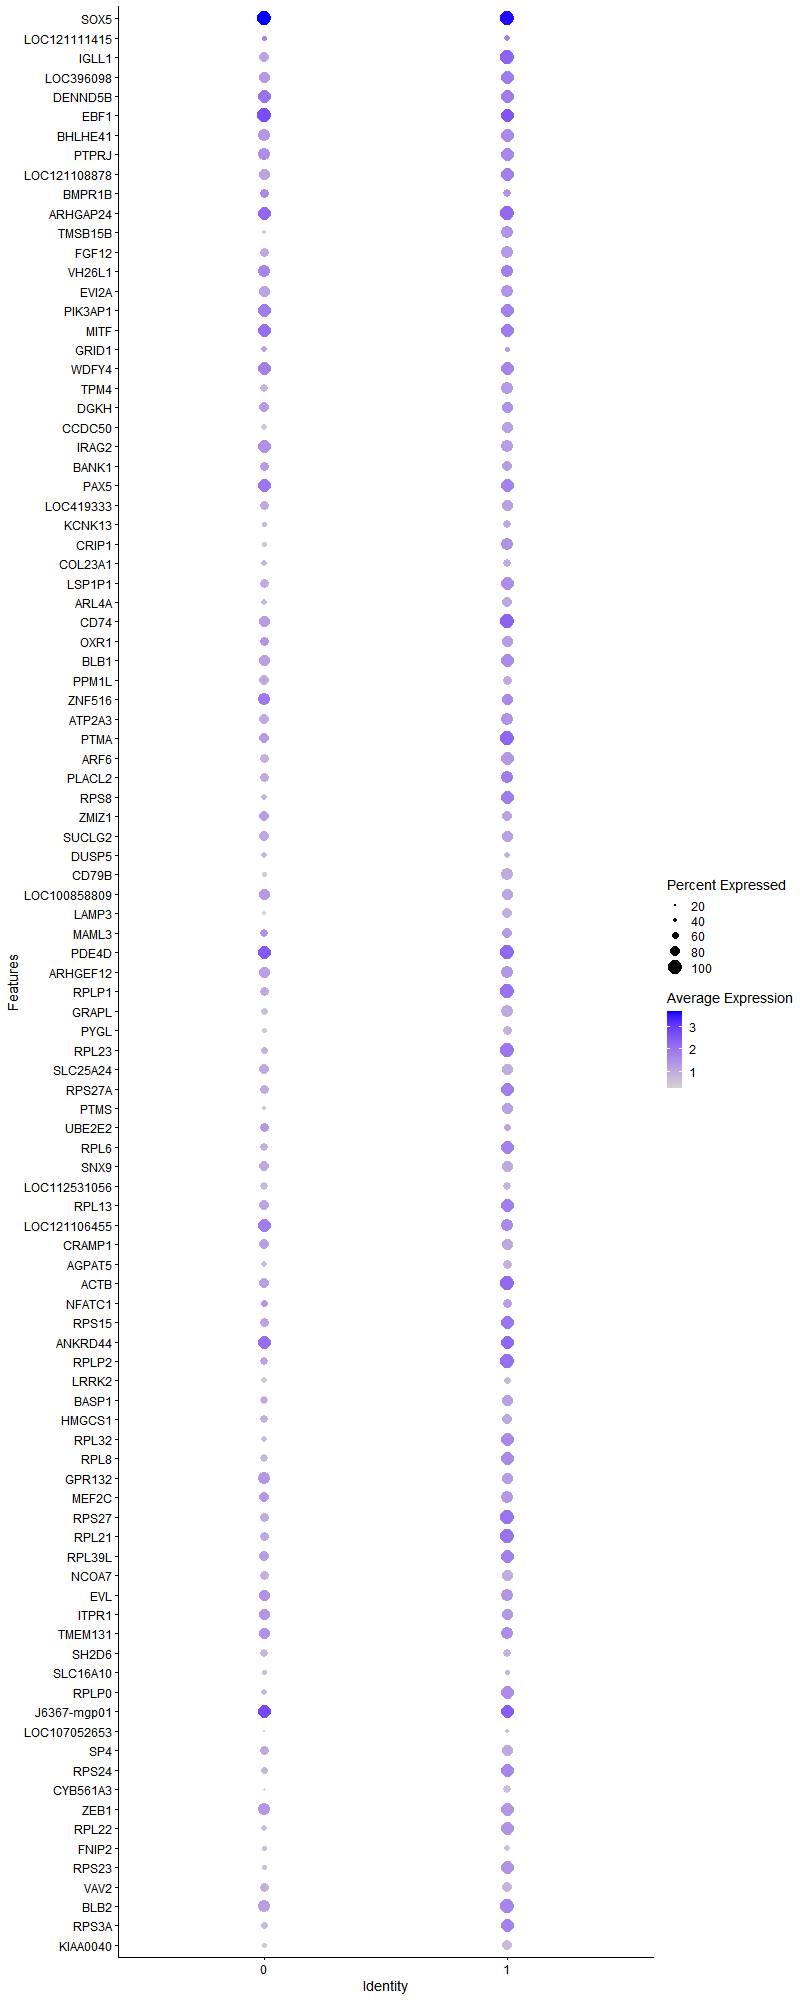 SOX5
LOC121111415
IGLL1
LOC396098
DENND5B
EBF1
BHLHE41
PTPRJ
LOC121108878
BMPR1B
ARHGAP24
TMSB15B
FGF12
VH26L1
EVI2A
PIK3AP1
MITF
GRID1
WDFY4
TPM4
DGKH
CCDC50
IRAG2
BANK1
PAX5
LOC419333
KCNK13
CRIP1
COL23A1
LSP1P1
ARL4A
CD74
OXR1
BLB1
PPM1L
ZNF516
ATP2A3
PTMA
ARF6
PLACL2
RPS8
ZMIZ1
SUCLG2
DUSP5
CD79B
LOC100858809
LAMP3
MAML3
PDE4D
ARHGEF12
RPLP1
GRAPL
PYGL
RPL23
SLC25A24
RPS27A
PTMS
UBE2E2
RPL6
SNX9
LOC112531056
RPL13
LOC121106455
CRAMP1
AGPAT5
ACTB
NFATC1
RPS15
ANKRD44
RPLP2
LRRK2
BASP1
HMGCS1
RPL32
RPL8
GPR132
MEF2C
RPS27
RPL21
RPL39L
NCOA7
EVL
ITPR1
TMEM131
SH2D6
SLC16A10
RPLP0
J6367-mgp01
LOC107052653
SP4
RPS24
CYB561A3
ZEB1
RPL22
FNIP2
RPS23
VAV2
BLB2
RPS3A
KIAA0040
Features
0 1
Identity
Percent Expressed
20
40
60
80
100
Average Expression
3
2
1